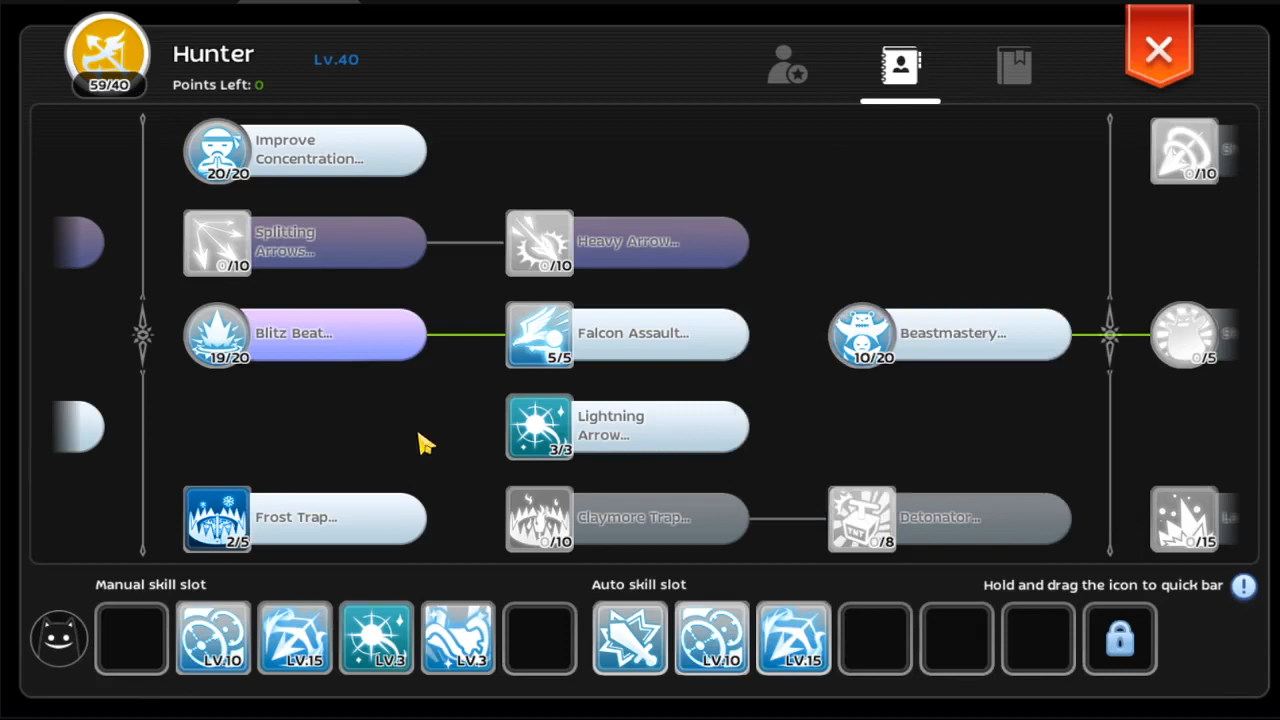 Hunter
Lv.40
59/40
Points Left: 0
Improve
Concentration...
20/20
0/10
Splitting
Arrows...
0/10
Heavy Arrow...
0/10
Blitz Beat...
19/20
Falcon Assault...
5/5
Beastmastery...
10/20
0/5
Lightning
Arrow...
3/3
Frost Trap...
2/5
Claymore Trap...
0/10
Detonator...
0/8
0/15
Manual skill slot
Auto skill slot
Hold and drag the icon to quick bar
LV.10
LV.15
LV.3
LV.3
LV.10
LV.15
TNT